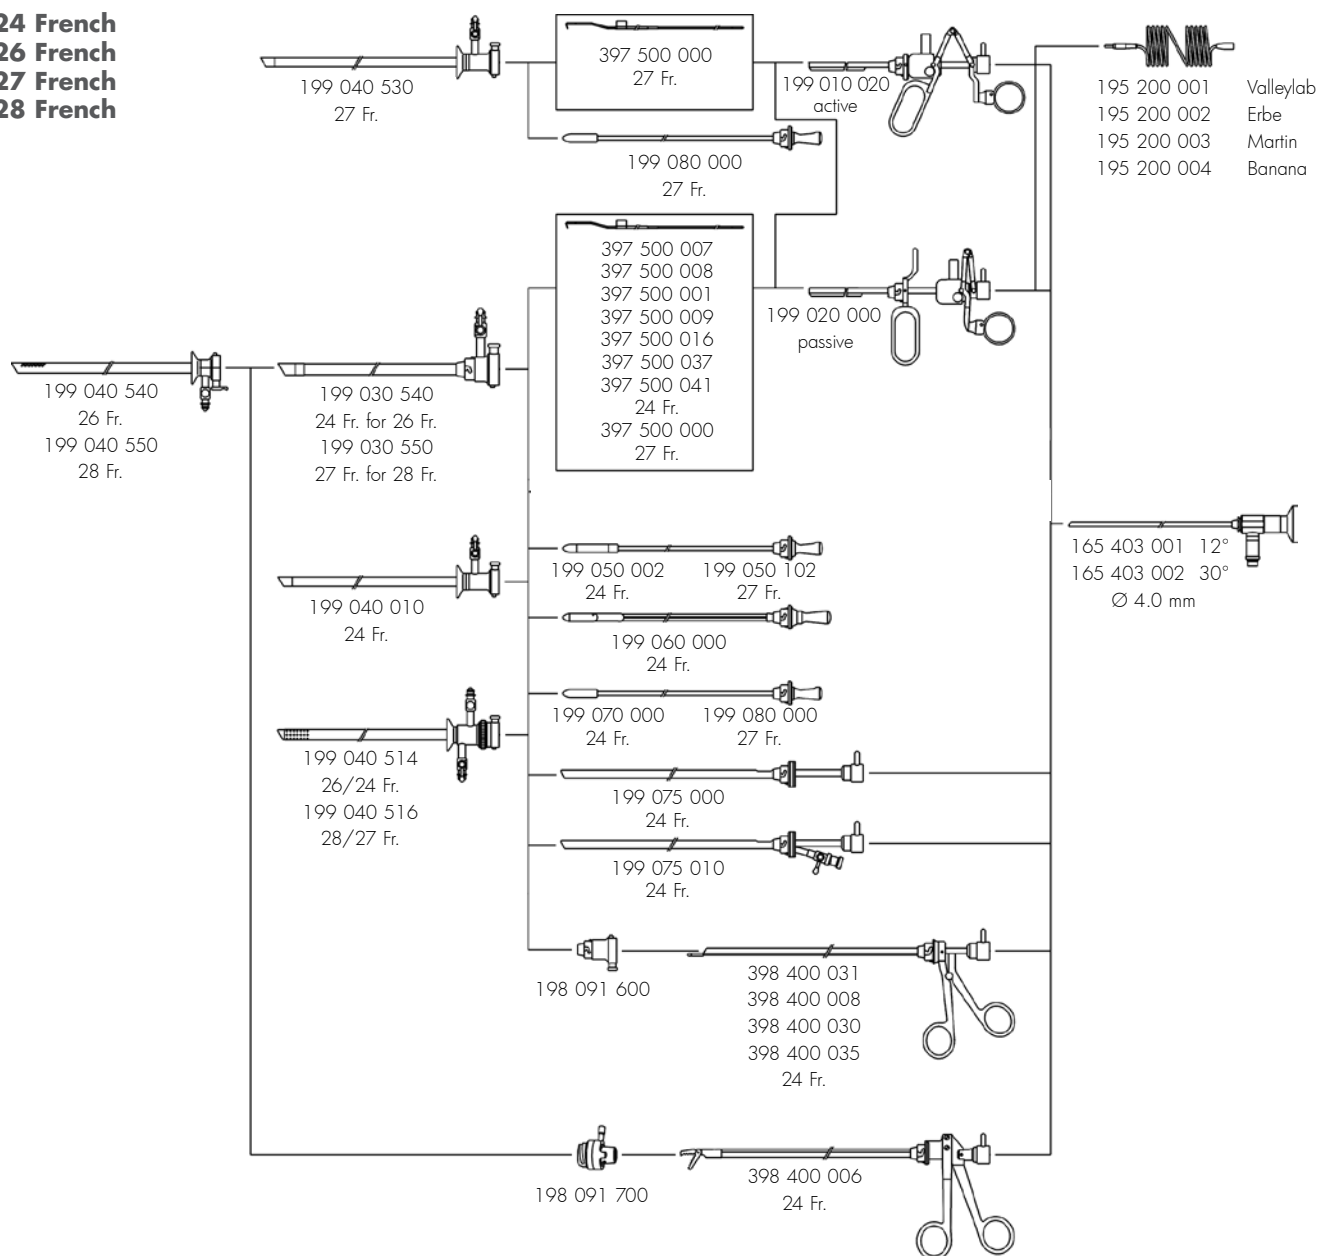 24 French
26 French
27 French
28 French
199 040 530
27 Fr.
397 500 000
27 Fr.
199 080 000
27 Fr.
199 010 020
active
195 200 001 Valleylab
195 200 002 Erbe
195 200 003 Martin
195 200 004 Banana
199 040 540
26 Fr.
199 040 550
28 Fr.
199 030 540
24 Fr. for 26 Fr.
199 030 550
27 Fr. for 28 Fr.
397 500 007
397 500 008
397 500 001
397 500 009
397 500 016
397 500 037
397 500 041
24 Fr.
397 500 000
27 Fr.
199 020 000
passive
199 040 010
24 Fr.
199 050 002 199 050 102
24 Fr. 27 Fr.
199 060 000
24 Fr.
165 403 001 12°
165 403 002 30°
Ø 4.0 mm
199 040 514
26/24 Fr.
199 040 516
28/27 Fr.
199 070 000 199 080 000
24 Fr. 27 Fr.
199 075 000
24 Fr.
199 075 010
24 Fr.
198 091 600
398 400 031
398 400 008
398 400 030
398 400 035
24 Fr.
198 091 700
398 400 006
24 Fr.